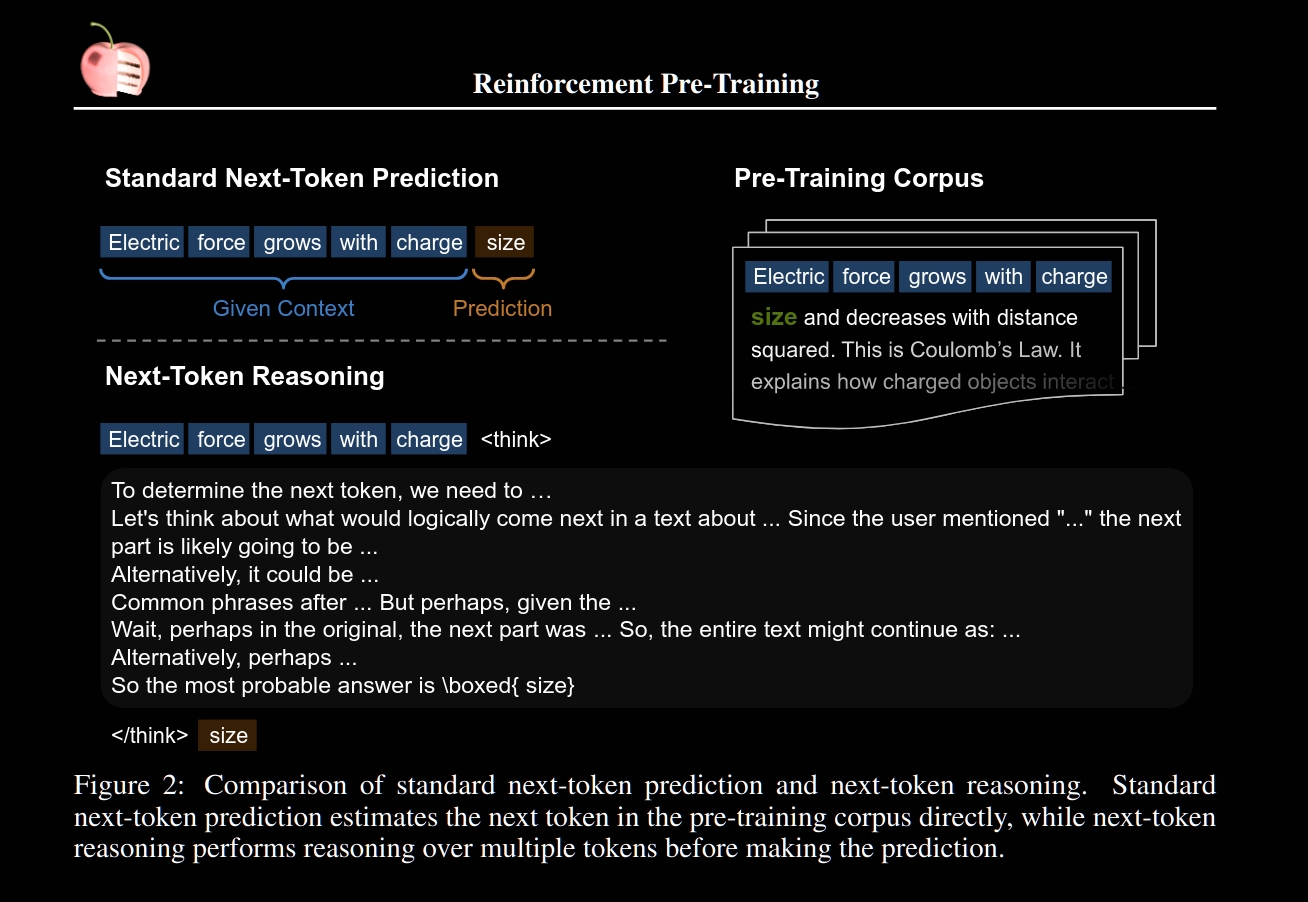 Reinforcement Pre-Training
Standard Next-Token Prediction
Electric force grows with charge size
Given Context Prediction
Next-Token Reasoning
Electric force grows with charge <think>
Pre-Training Corpus
Electric force grows with charge
size and decreases with distance
squared. This is Coulomb’s Law. It
explains how charged objects interact
To determine the next token, we need to …
Let's think about what would logically come next in a text about ... Since the user mentioned "..." the next
part is likely going to be ...
Alternatively, it could be ...
Common phrases after ... But perhaps, given the ...
Wait, perhaps in the original, the next part was ... So, the entire text might continue as: ...
Alternatively, perhaps ...
So the most probable answer is \boxed{ size}
</think> size
Figure 2: Comparison of standard next-token prediction and next-token reasoning. Standard
next-token prediction estimates the next token in the pre-training corpus directly, while next-token
reasoning performs reasoning over multiple tokens before making the prediction.